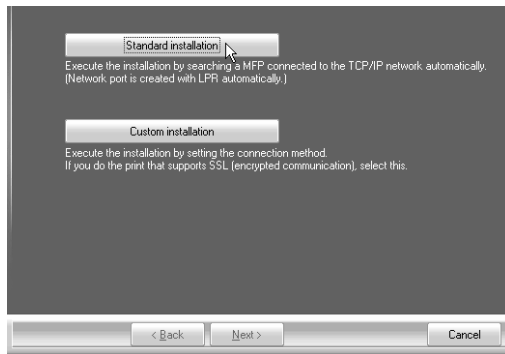 Standard installation
Execute the installation by searching a MFP connected to the TCP/IP network automatically.
(Network port is created with LPR automatically.)
Custom installation
Execute the installation by setting the connection method.
If you do the print that supports SSL (encrypted communication), select this.
< Back Next > Cancel